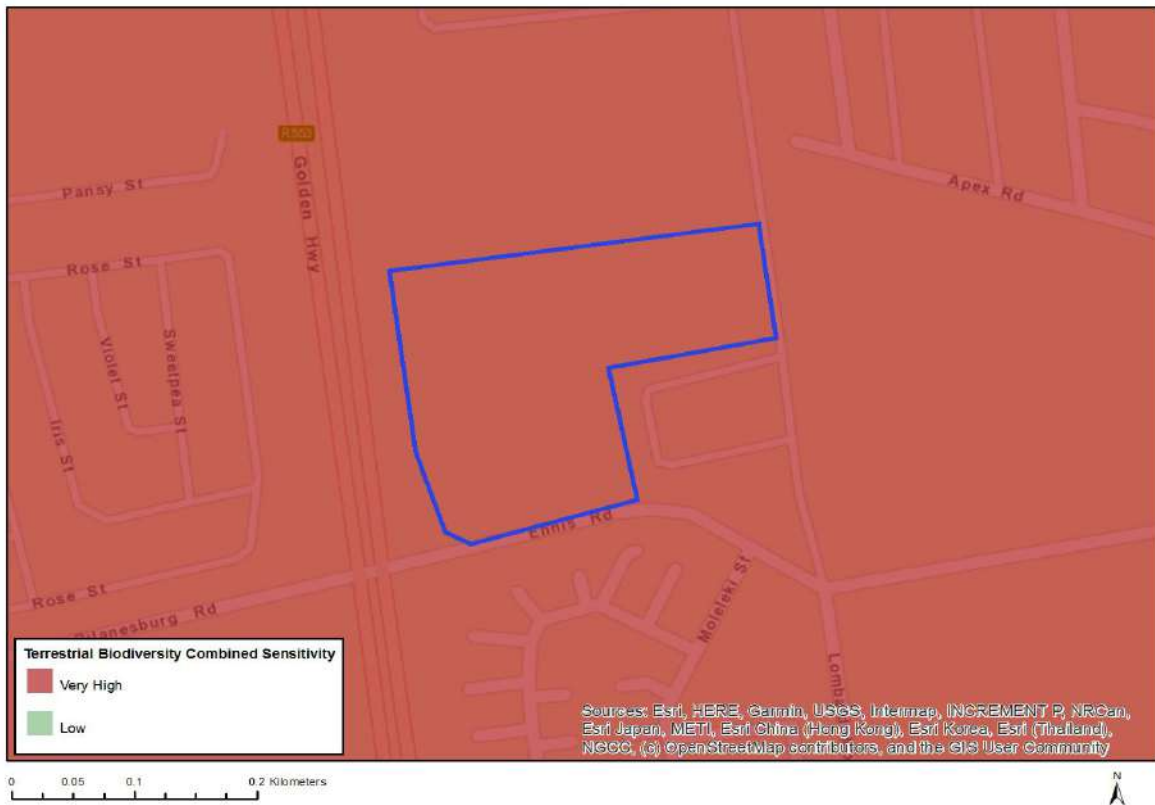 R553
Golden Hwy
Pansy St
Apex Rd
Rose St
Violet St
Sweetpea St
Iris St
Ennis Rd
Rose St
Pilanesburg Rd
Moleleki St
Terrestrial Biodiversity Combined Sensitivity
Very High
Low
Sources: Esri, HERE, Garmin, USGS, Intermap, INCREMENT P, NRCan,
Esri Japan, METI, Esri China (Hong Kong), Esri Korea, Esri (Thailand),
NGCC, (c) OpenStreetMap contributors, and the GIS User Community
0 0.05 0.1 0.2 Kilometers
N